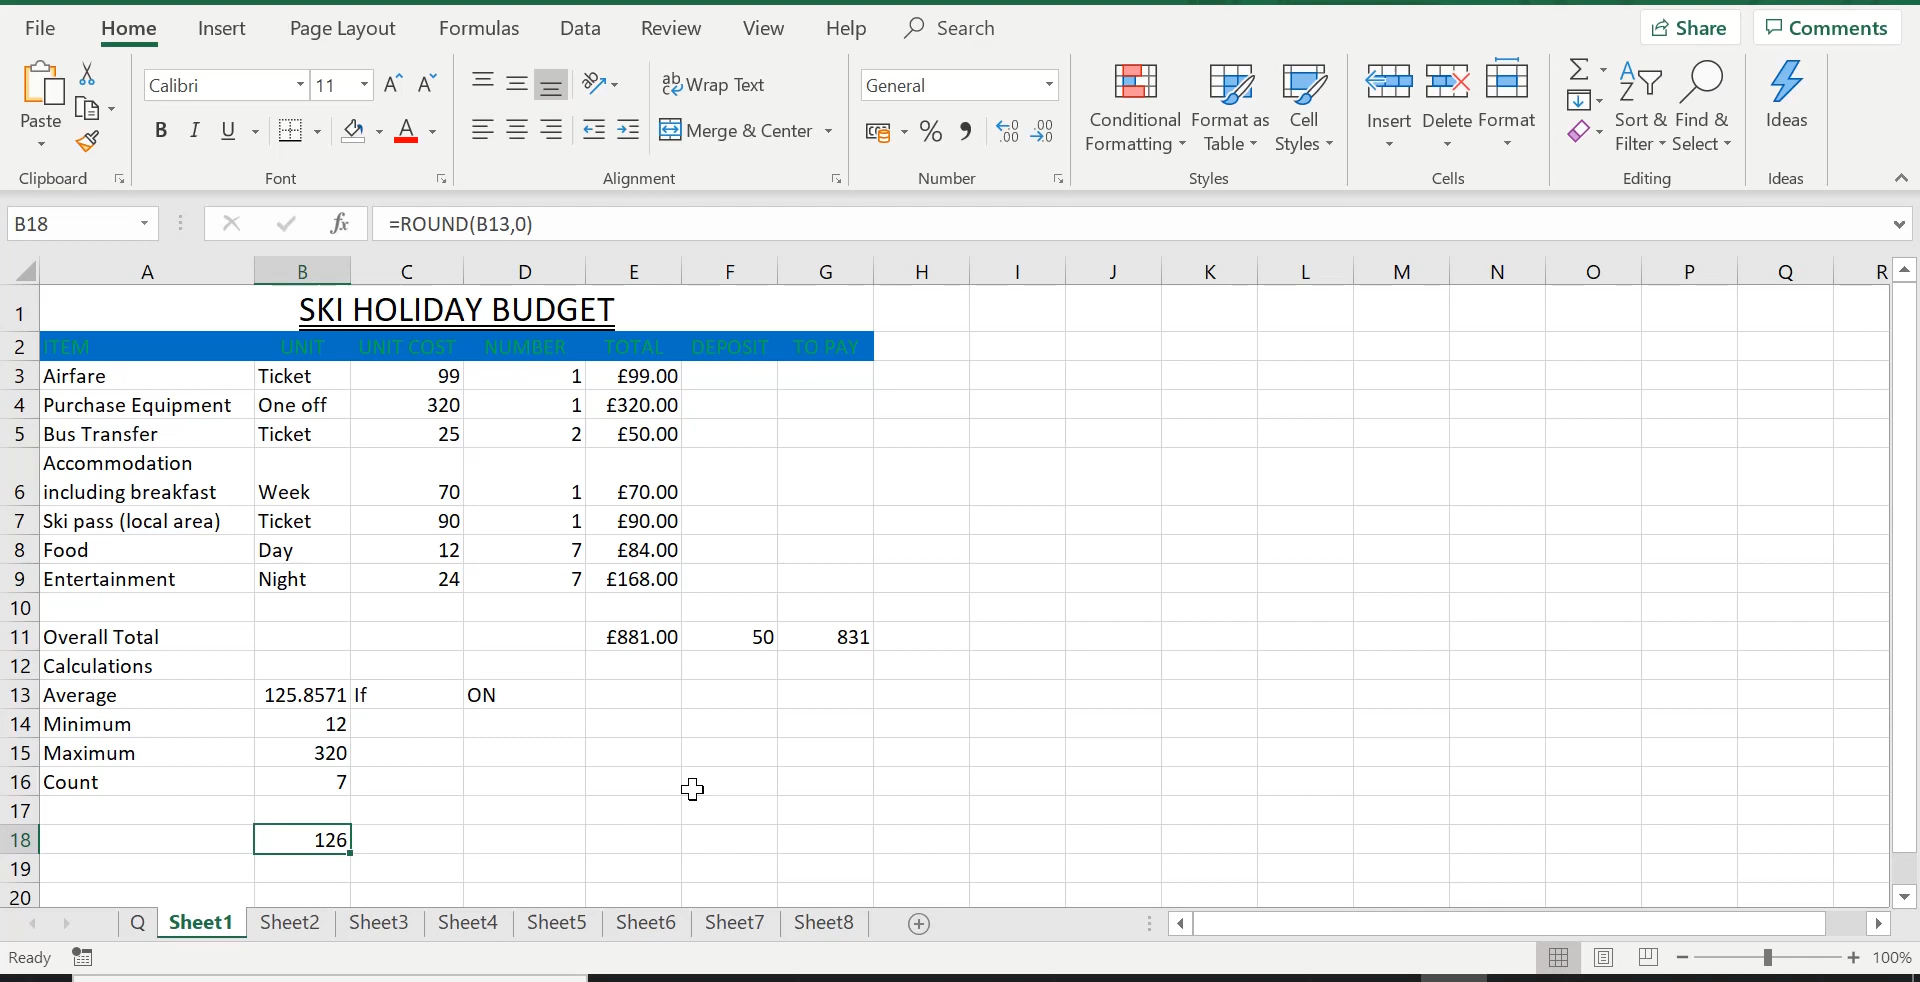 File Home Insert Page Layout Formulas Data Review View Help Search Share Comments
Calibri 11 ab Wrap Text General
Paste B I U A Merge & Center % Conditional Formatting Format as Table Cell Styles Insert Delete Format Sort & Filter Find & Select Ideas
Clipboard Font Alignment Number Styles Cells Editing Ideas
B18 fx =ROUND(B13,0)
A B C D E F G H I J K L M N O P Q R
1 SKI HOLIDAY BUDGET
2 ITEM UNIT UNIT COST NUMBER TOTAL DEPOSIT TO PAY
3 Airfare Ticket 99 1 £99.00
4 Purchase Equipment One off 320 1 £320.00
5 Bus Transfer Ticket 25 2 £50.00
Accommodation
6 including breakfast Week 70 1 £70.00
7 Ski pass (local area) Ticket 90 1 £90.00
8 Food Day 12 7 £84.00
9 Entertainment Night 24 7 £168.00
10
11 Overall Total £881.00 50 831
12 Calculations
13 Average 125.8571 If ON
14 Minimum 12
15 Maximum 320
16 Count 7
17
18 126
19
20
Q Sheet1 Sheet2 Sheet3 Sheet4 Sheet5 Sheet6 Sheet7 Sheet8
Ready 100%